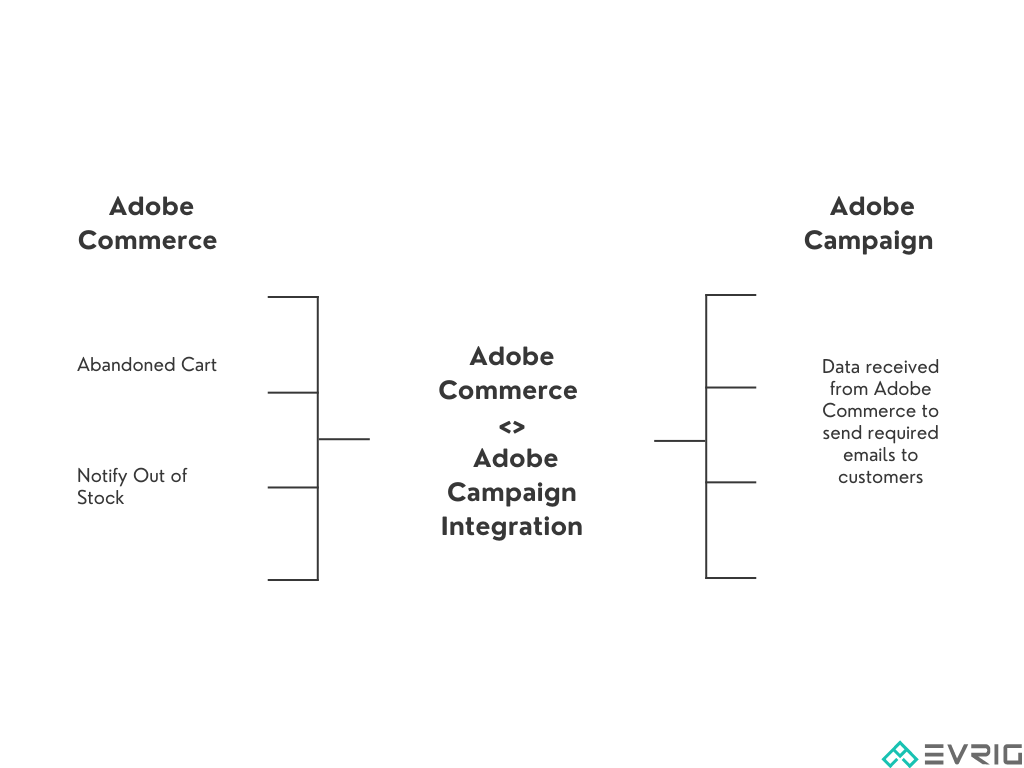 Adobe
Commerce
Abandoned Cart
Notify Out of
Stock
Adobe
Commerce
<>
Adobe
Campaign
Integration
Adobe
Campaign
Data received
from Adobe
Commerce to
send required
emails to
customers
EVRIG